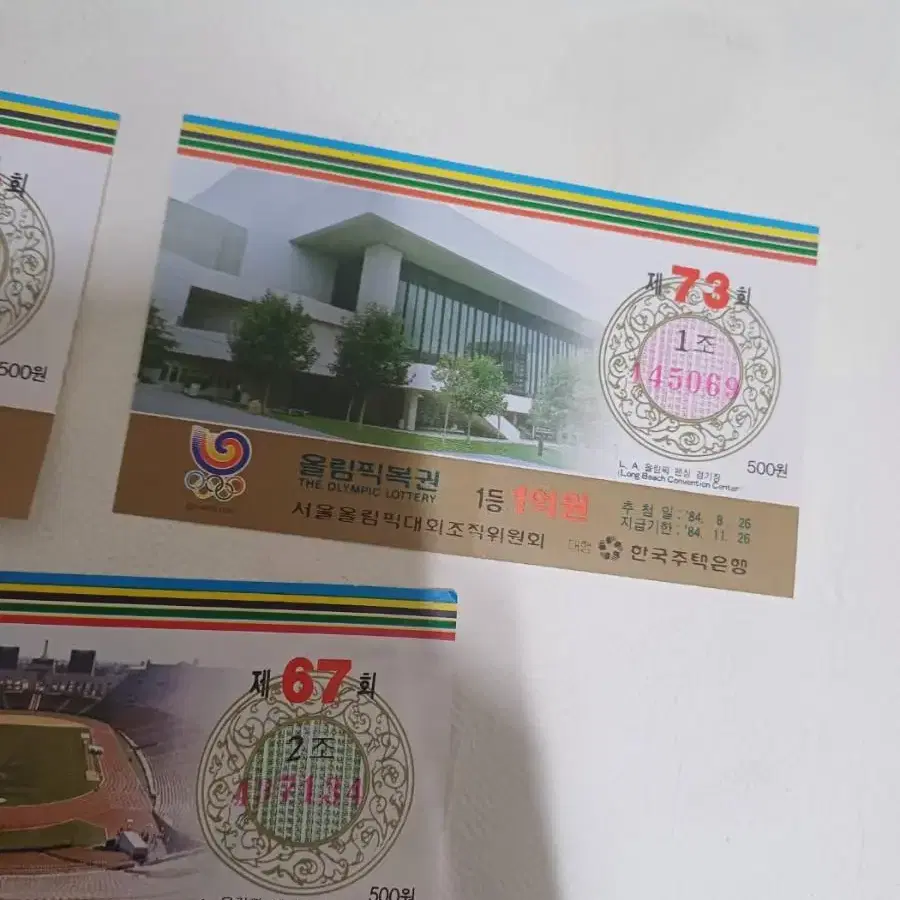 회
500원
제 73 회
1조
145069
L. A. 올림픽 펜싱 경기장
(Long Beach Convention Center)
500원
올림픽복권
THE OLYMPIC LOTTERY
1등 1억원
추첨일: '84. 8. 26
지급기한: '84. 11. 26
서울올림픽대회조직위원회
대행 한국주택은행
제 67 회
2조
437134
500원